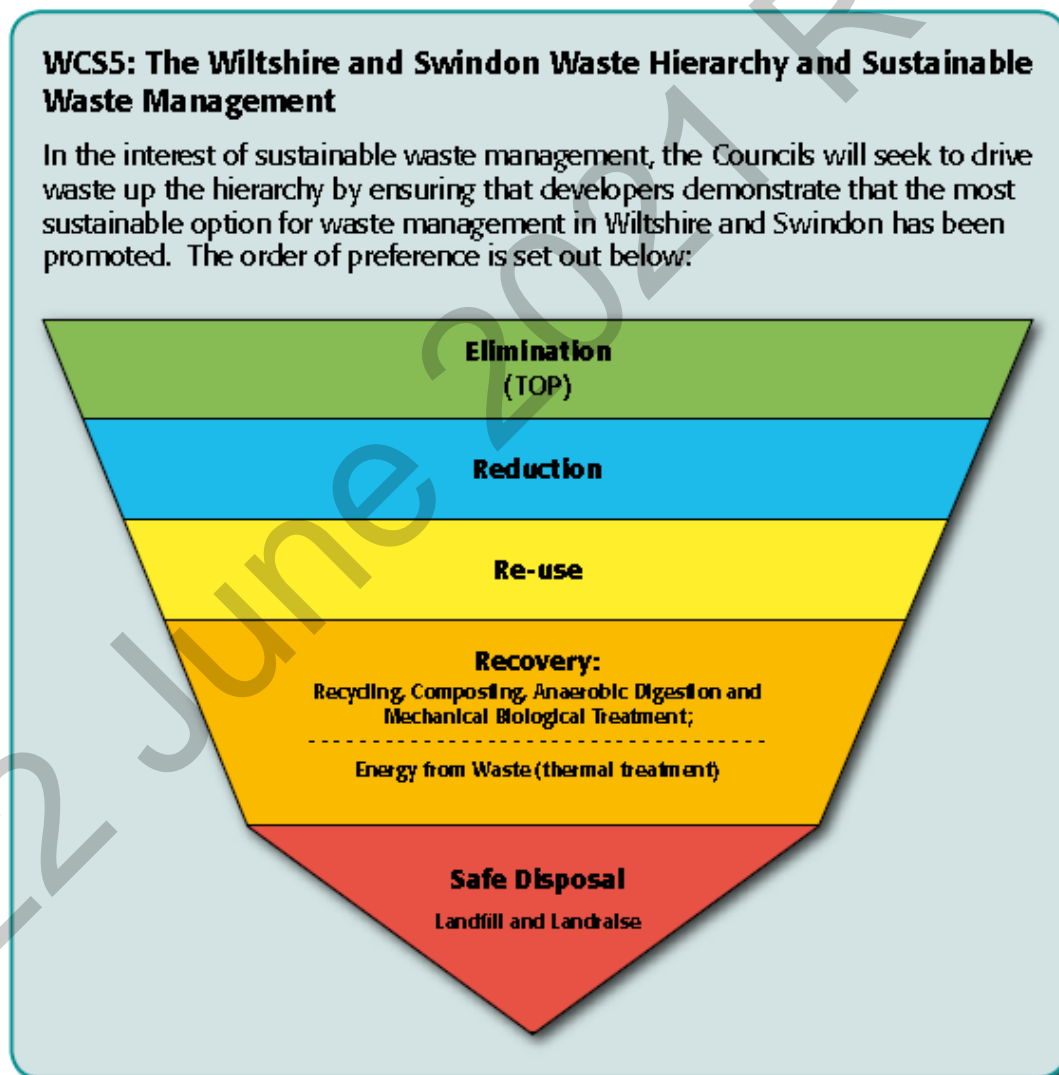 WCS5: The Wiltshire and Swindon Waste Hierarchy and Sustainable
Waste Management
In the interest of sustainable waste management, the Councils will seek to drive
waste up the hierarchy by ensuring that developers demonstrate that the most
sustainable option for waste management in Wiltshire and Swindon has been
promoted. The order of preference is set out below:
Elimination
(TOP)
Reduction
Re-use
Recovery:
Recycling, Composting, Anaerobic Digestion and
Mechanical Biological Treatment;
Energy from Waste (thermal treatment)
Safe Disposal
Landfill and Landraise
22 June 2021 R